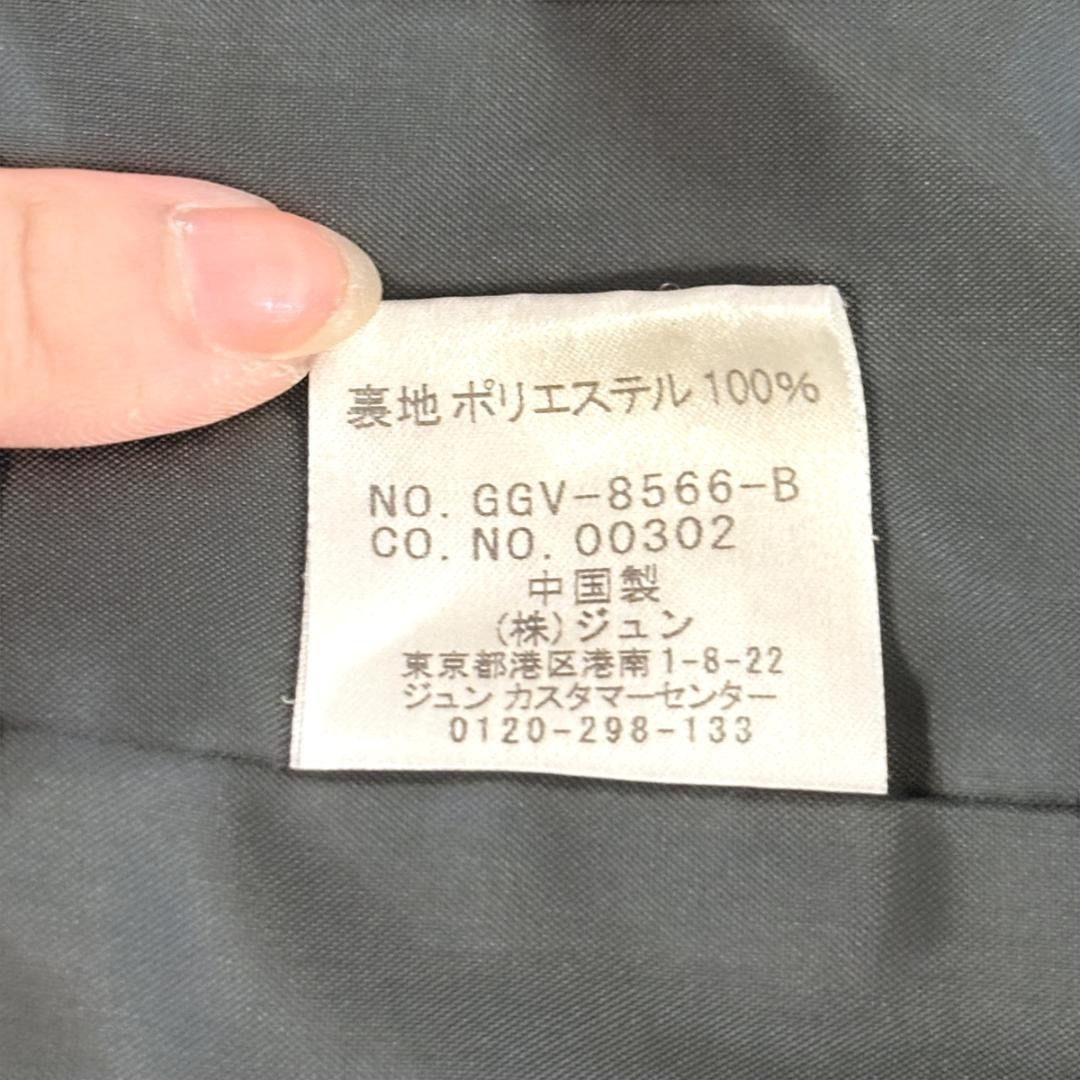 裏地 ポリエステル 100%
NO. GGV-8566-B
CO. NO. 00302
中国製
(株)ジュン
東京都港区港南1-8-22
ジュン カスタマーセンター
0120-298-133